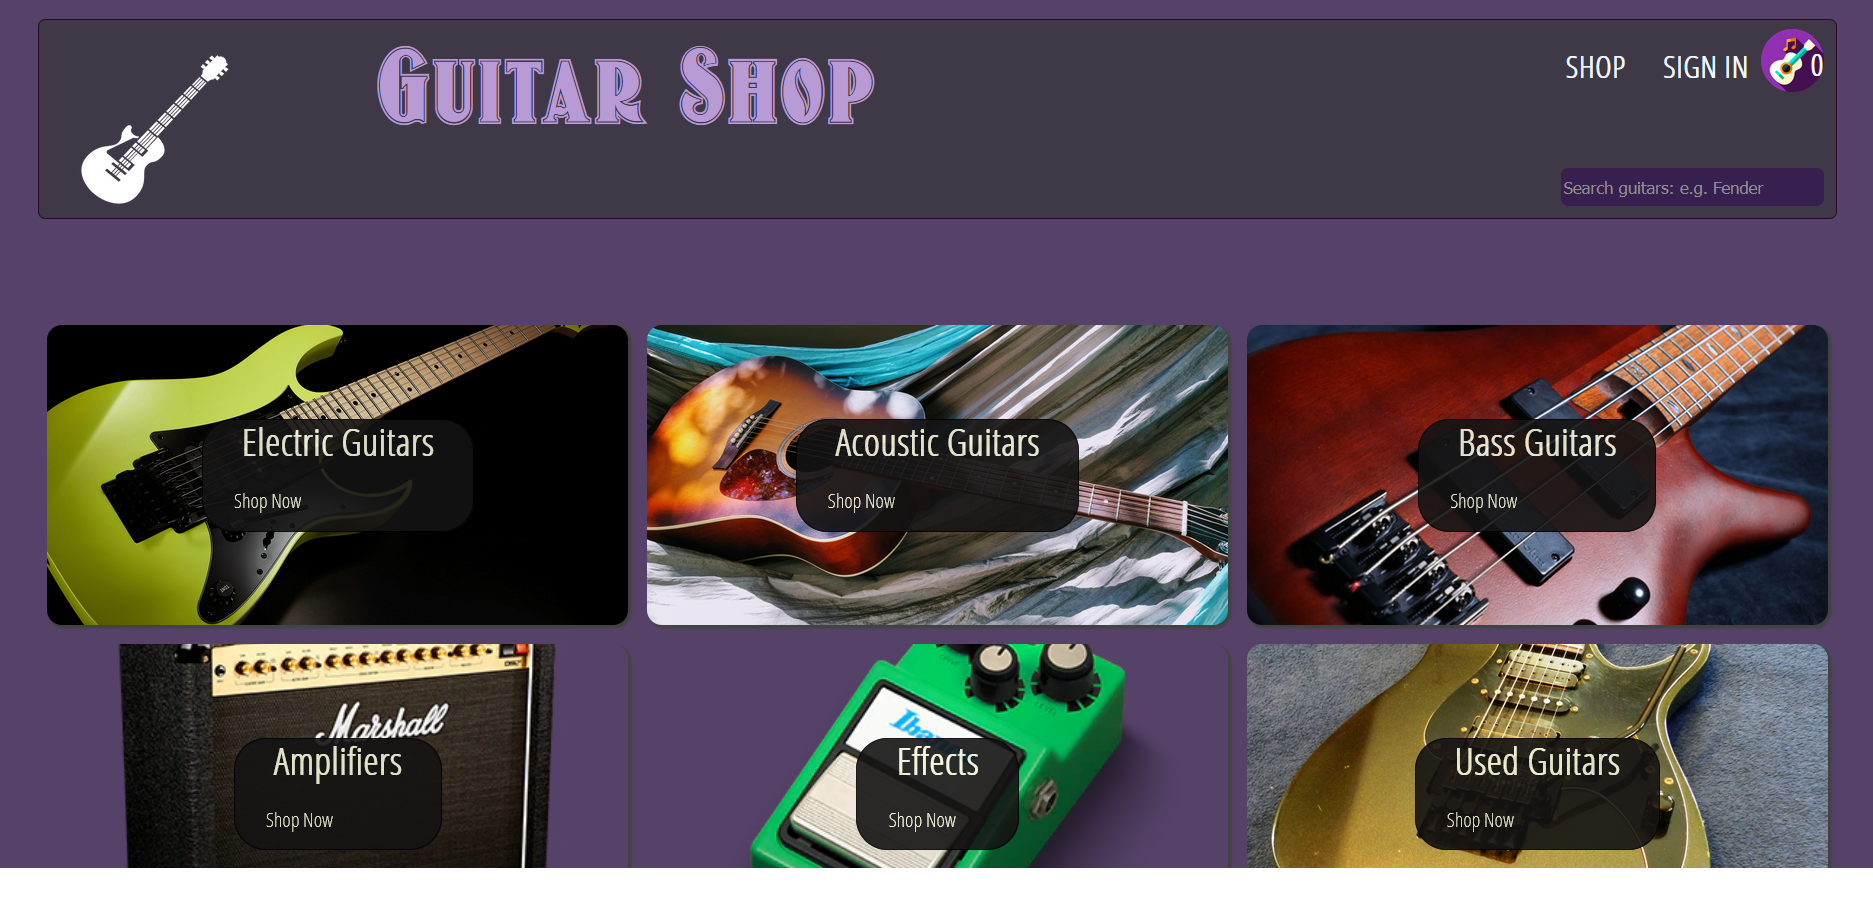 Guitar Shop
SHOP
SIGN IN
0
Search guitars: e.g. Fender
Electric Guitars
Shop Now
Acoustic Guitars
Shop Now
Bass Guitars
Shop Now
Marshall
Amplifiers
Shop Now
LEVEL
Effects
Shop Now
Used Guitars
Shop Now